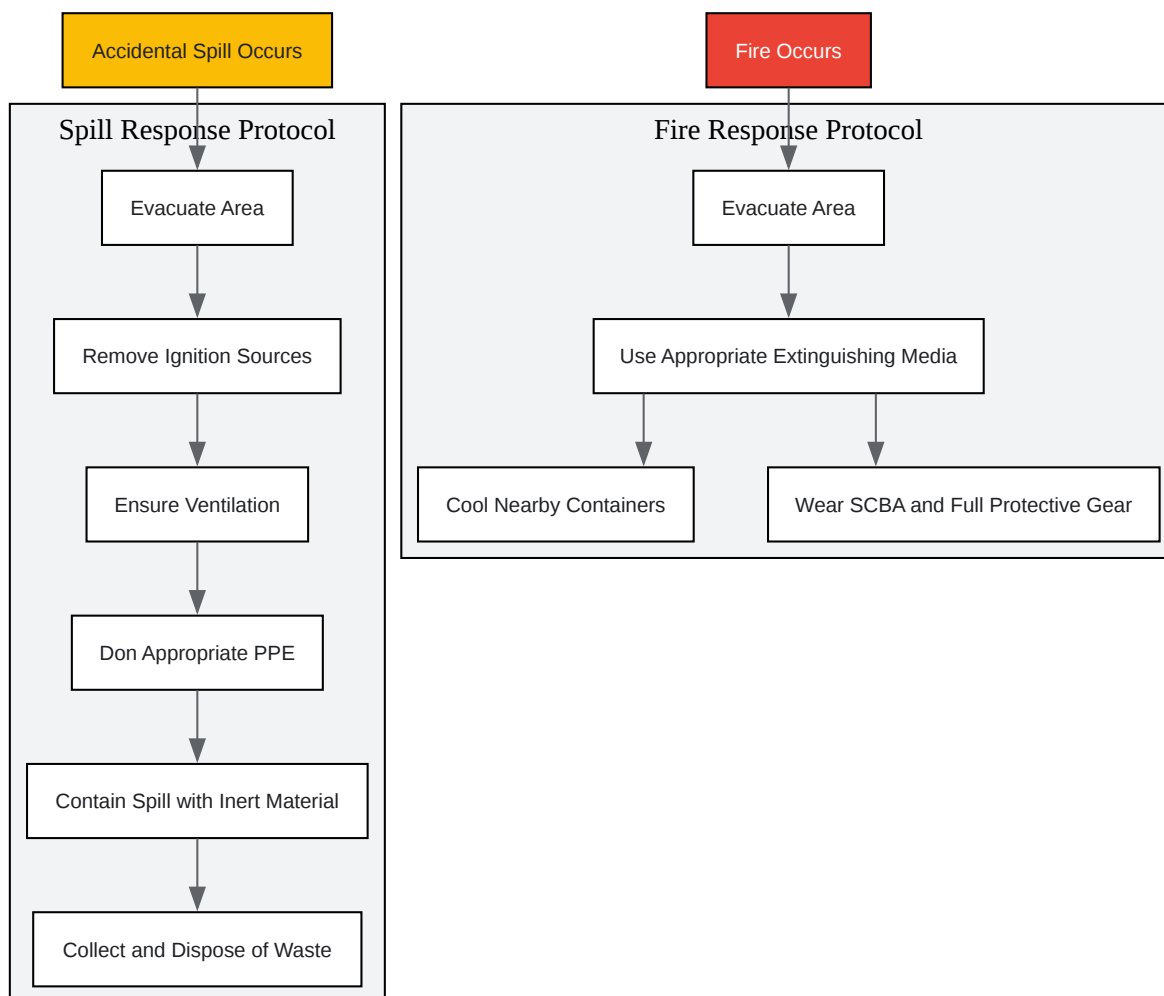 Accidental Spill Occurs
Spill Response Protocol
Evacuate Area
Remove Ignition Sources
Ensure Ventilation
Don Appropriate PPE
Contain Spill with Inert Material
Collect and Dispose of Waste
Fire Occurs
Fire Response Protocol
Evacuate Area
Use Appropriate Extinguishing Media
Cool Nearby Containers
Wear SCBA and Full Protective Gear